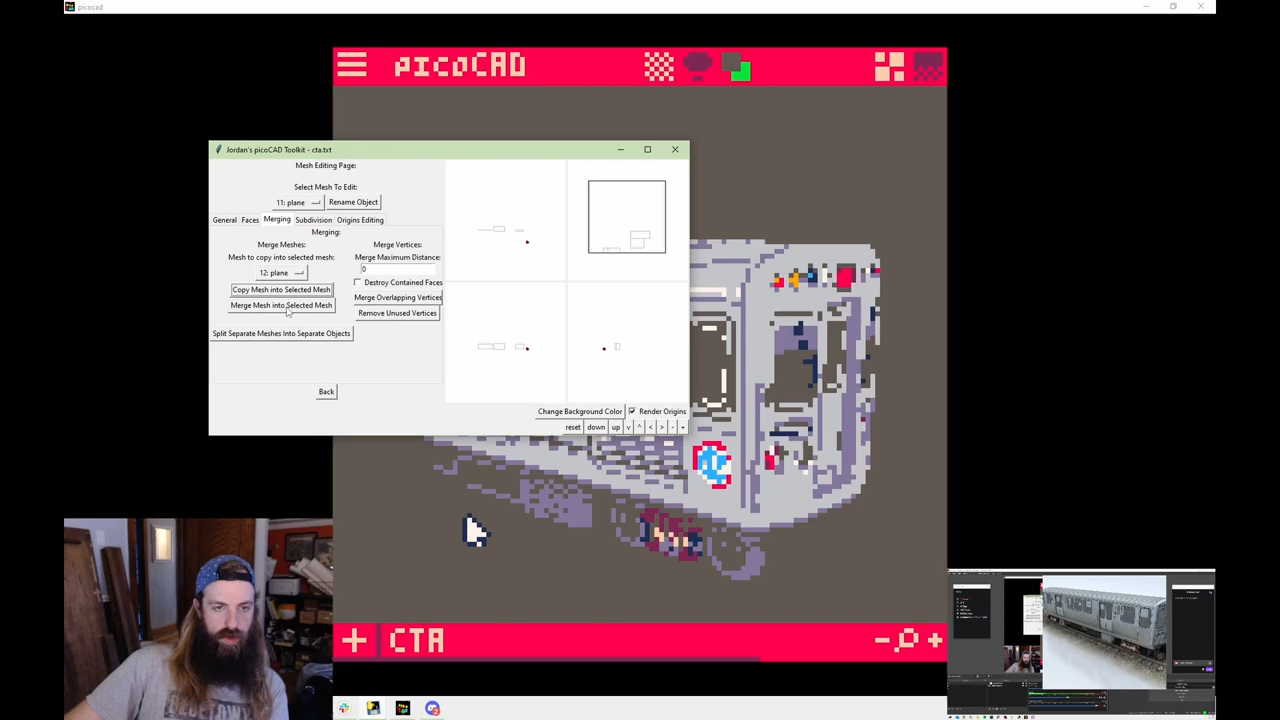 picocad
picoCAD
Jordan's picoCAD Toolkit - cta.txt
Mesh Editing Page:
Select Mesh To Edit:
11: plane
Rename Object
General
Faces
Merging
Subdivision
Origins Editing
Merging:
Merge Meshes:
Merge Vertices:
Mesh to copy into selected mesh:
Merge Maximum Distance:
12: plane
0
Destroy Contained Faces
Copy Mesh into Selected Mesh
Merge Overlapping Vertices
Merge Mesh into Selected Mesh
Remove Unused Vertices
Split Separate Meshes Into Separate Objects
Back
Change Background Color
Render Origins
reset
down
up
v
^
<
>
-
+
CTA